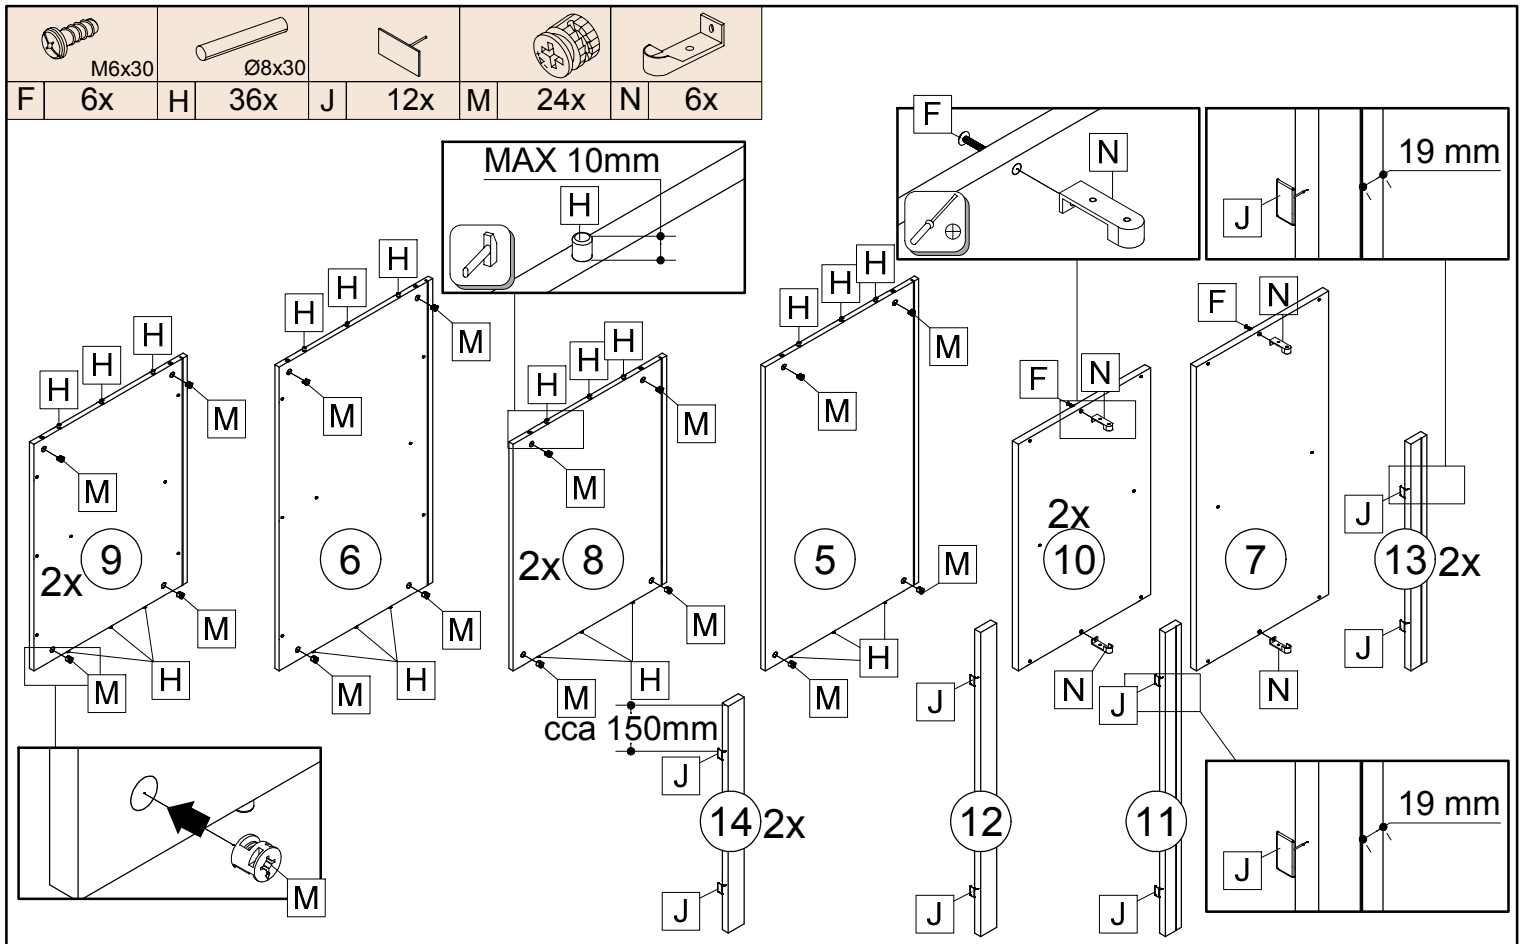 M6x30
Ø8x30
F 6x H 36x J 12x M 24x N 6x
MAX 10mm
H
F
N
J
19 mm
H H H M M
H H H M M
H H H M M
H H H M M
F N
F N
9 2x
6
2x 8
5
2x 10
7
13 2x
J
J
M M H
M M H
M M H
M M H
N
N
M
cca 150mm
J
J
14 2x
J
J
12
J
J
11
J
19 mm